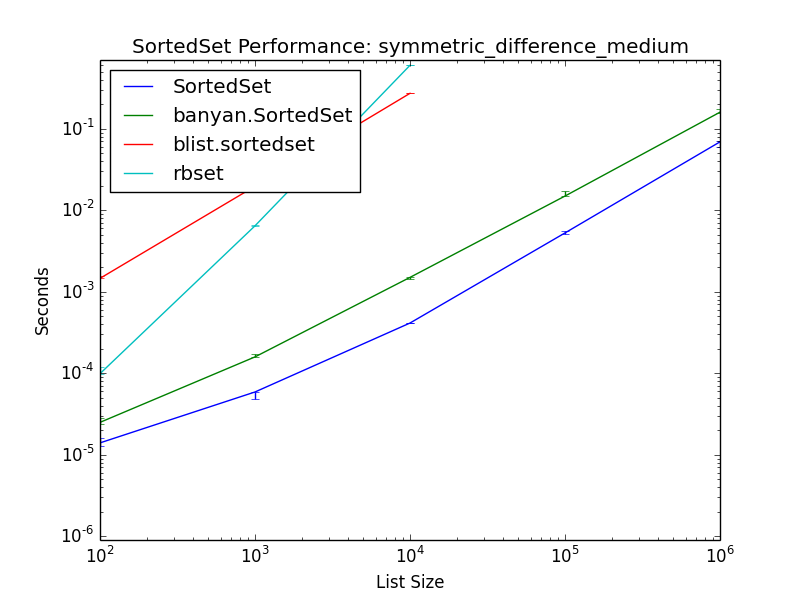 SortedSet Performance: symmetric_difference_medium
SortedSet
banyan.SortedSet
blist.sortedset
rbset
10^-1
10^-2
10^-3
10^-4
10^-5
10^-6
Seconds
10^2 10^3 10^4 10^5 10^6
List Size